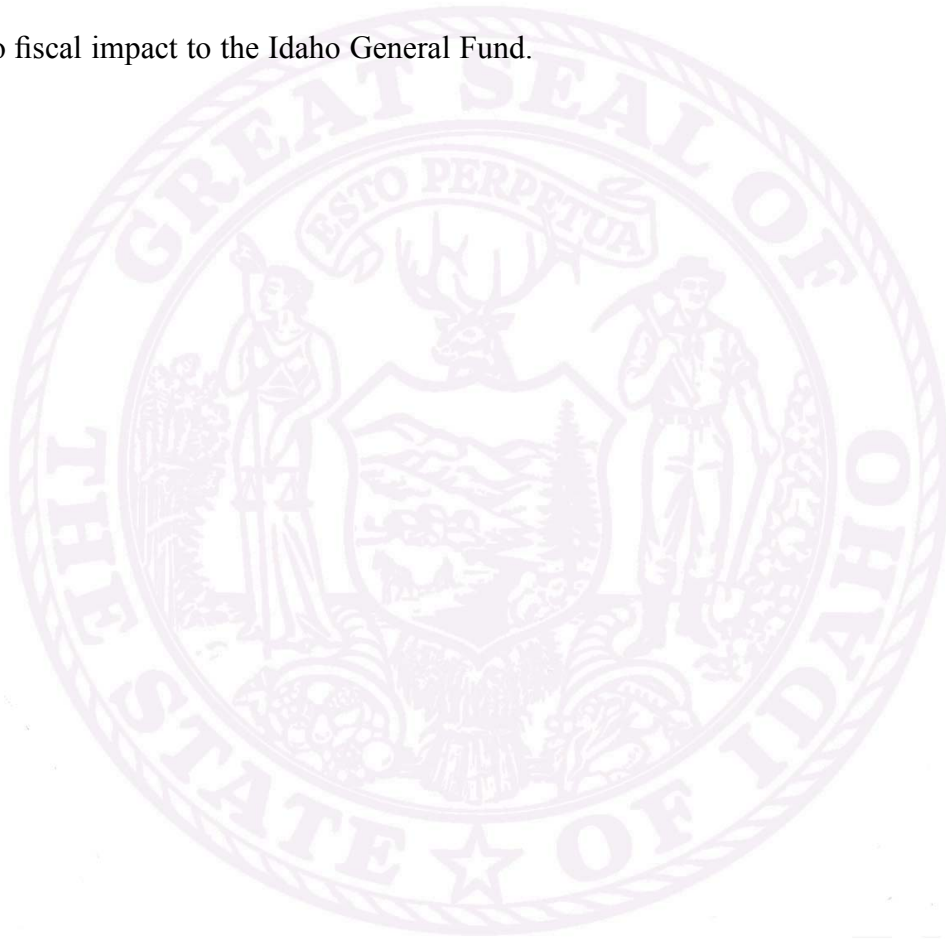 o fiscal impact to the Idaho General Fund.
GREAT SEAL OF
ESTO PERPETUA
THE STATE ☆ OF IDAHO